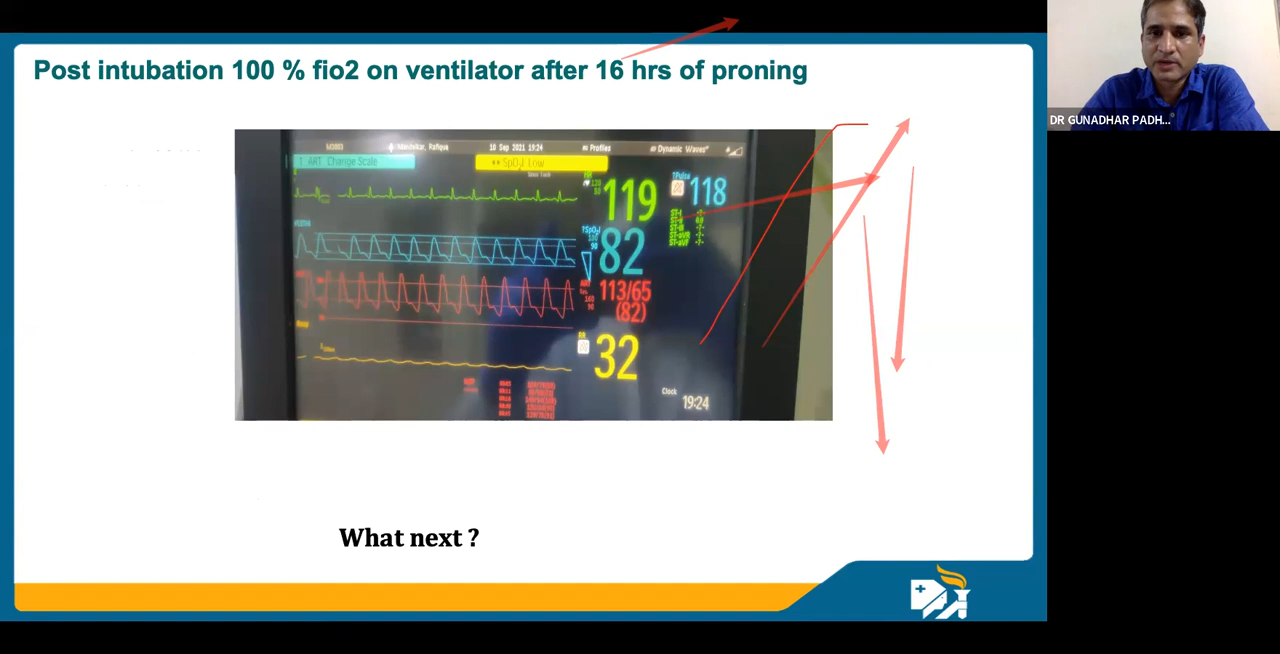 Post intubation 100 % fio2 on ventilator after 16 hrs of proning
DR GUNADHAR PADH...
10 Sep 2021 19:24
Profiles
Dynamic Waves
ART Change Scale
** SpO₂ Low
119
118
82
113/65
(82)
RR
32
Clock
19:24
What next ?